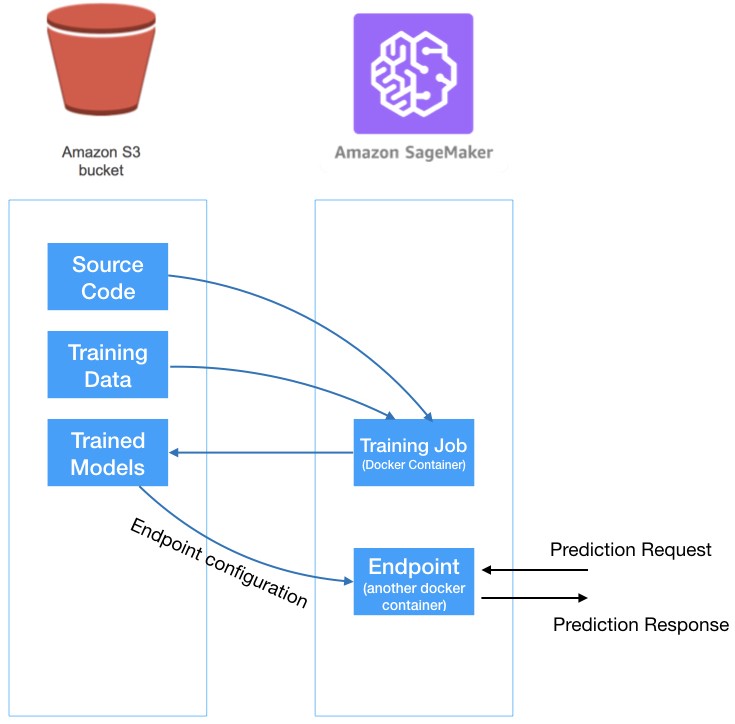 Amazon S3
bucket
Amazon SageMaker
Source
Code
Training
Data
Trained
Models
Training Job
(Docker Container)
Endpoint configuration
Endpoint
(another docker
container)
Prediction Request
Prediction Response